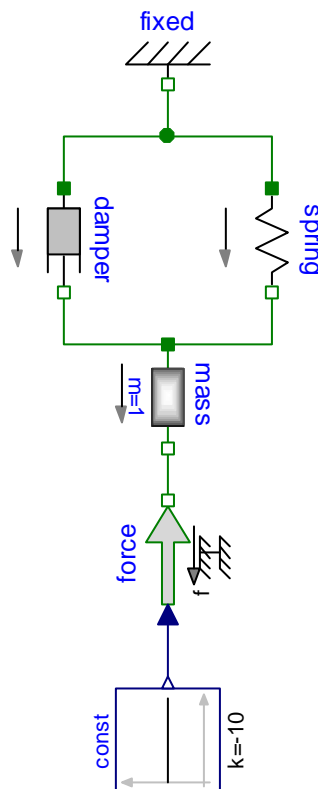 fixed
damper
spring
mass
m=1
force
f
const
k=-10